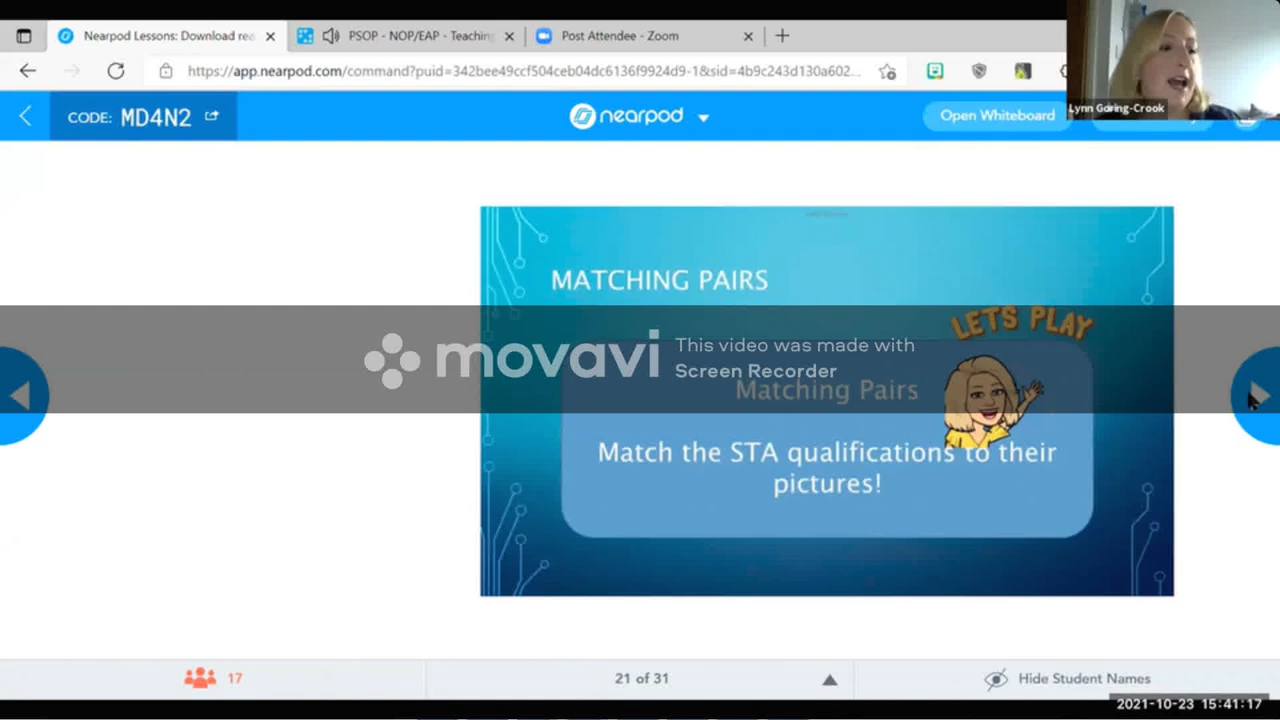 Nearpod Lessons: Download rea
PSOP - NOP/EAP - Teaching
Post Attendee - Zoom
https://app.nearpod.com/command?puid=342bee49ccf504ceb04dc6136f9924d9-1&sid=4b9c243d130a602...
Lynn Goring-Crook
CODE: MD4N2
nearpod
Open Whiteboard
MATCHING PAIRS
LETS PLAY
movavi
This video was made with
Screen Recorder
Matching Pairs
Match the STA qualifications to their
pictures!
17
21 of 31
Hide Student Names
2021-10-23 15:41:17